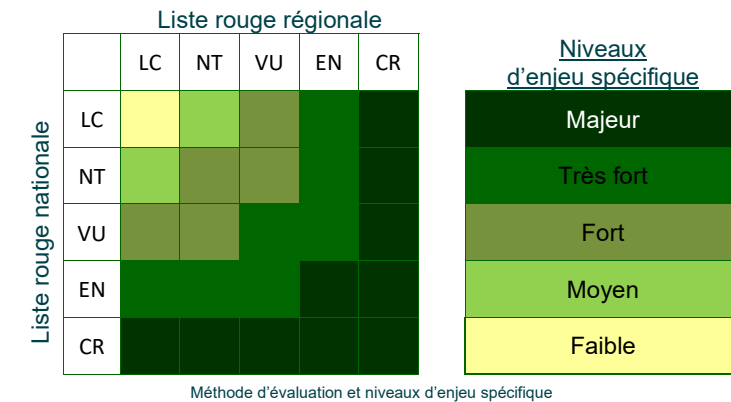 Liste rouge régionale
LC NT VU EN CR
Liste rouge nationale
LC
NT
VU
EN
CR
Niveaux
d'enjeu spécifique
Majeur
Très fort
Fort
Moyen
Faible
Méthode d'évaluation et niveaux d'enjeu spécifique